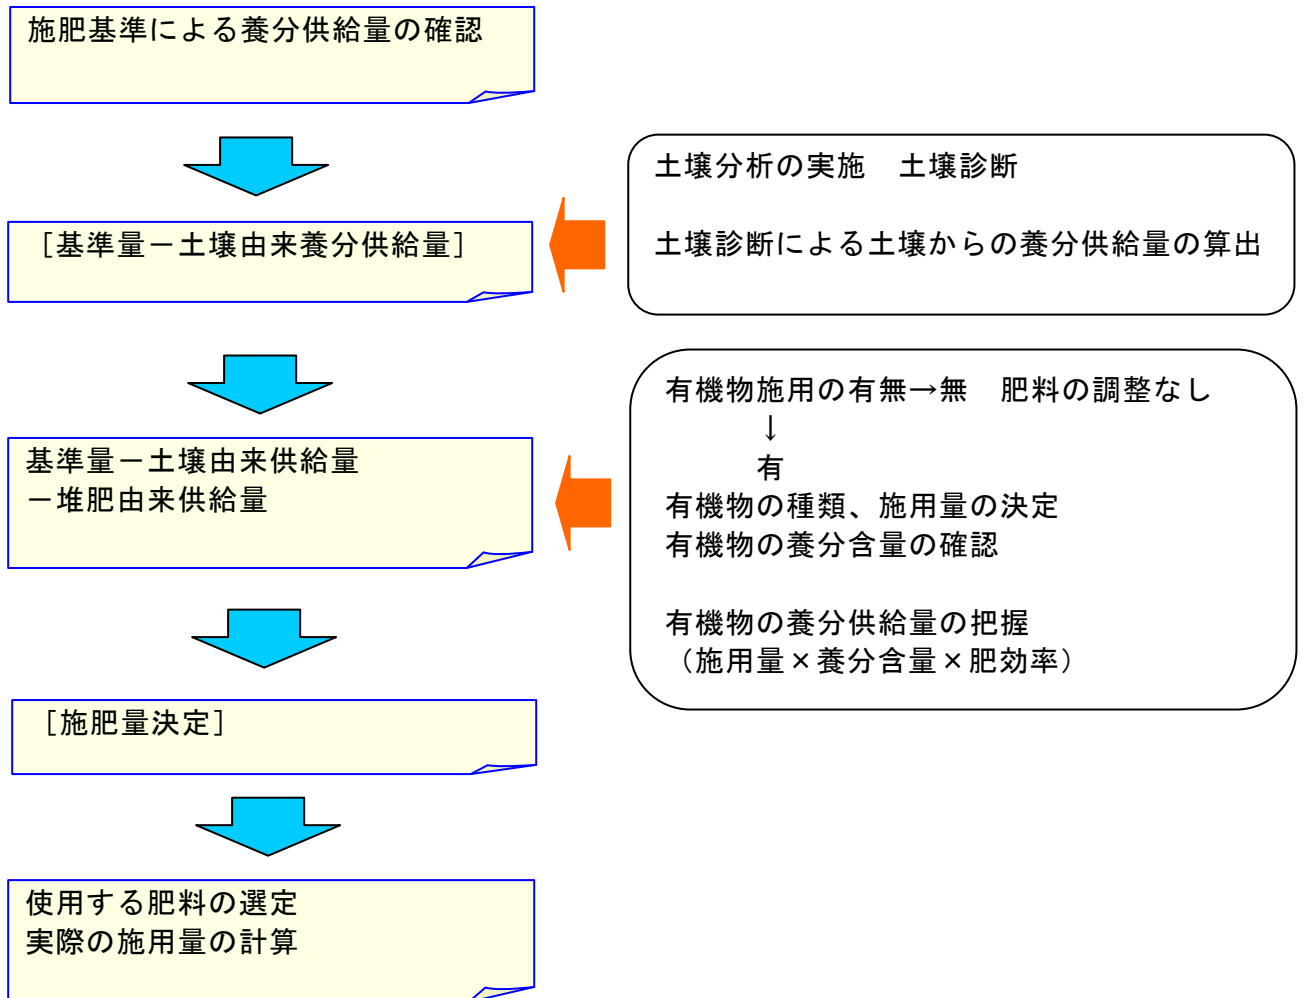 施肥基準による養分供給量の確認
土壌分析の実施　土壌診断
土壌診断による土壌からの養分供給量の算出
［基準量－土壌由来養分供給量］
有機物施用の有無→無　肥料の調整なし
↓
有
有機物の種類、施用量の決定
有機物の養分含量の確認
有機物の養分供給量の把握
（施用量×養分含量×肥効率）
基準量－土壌由来供給量
－堆肥由来供給量
［施肥量決定］
使用する肥料の選定
実際の施用量の計算